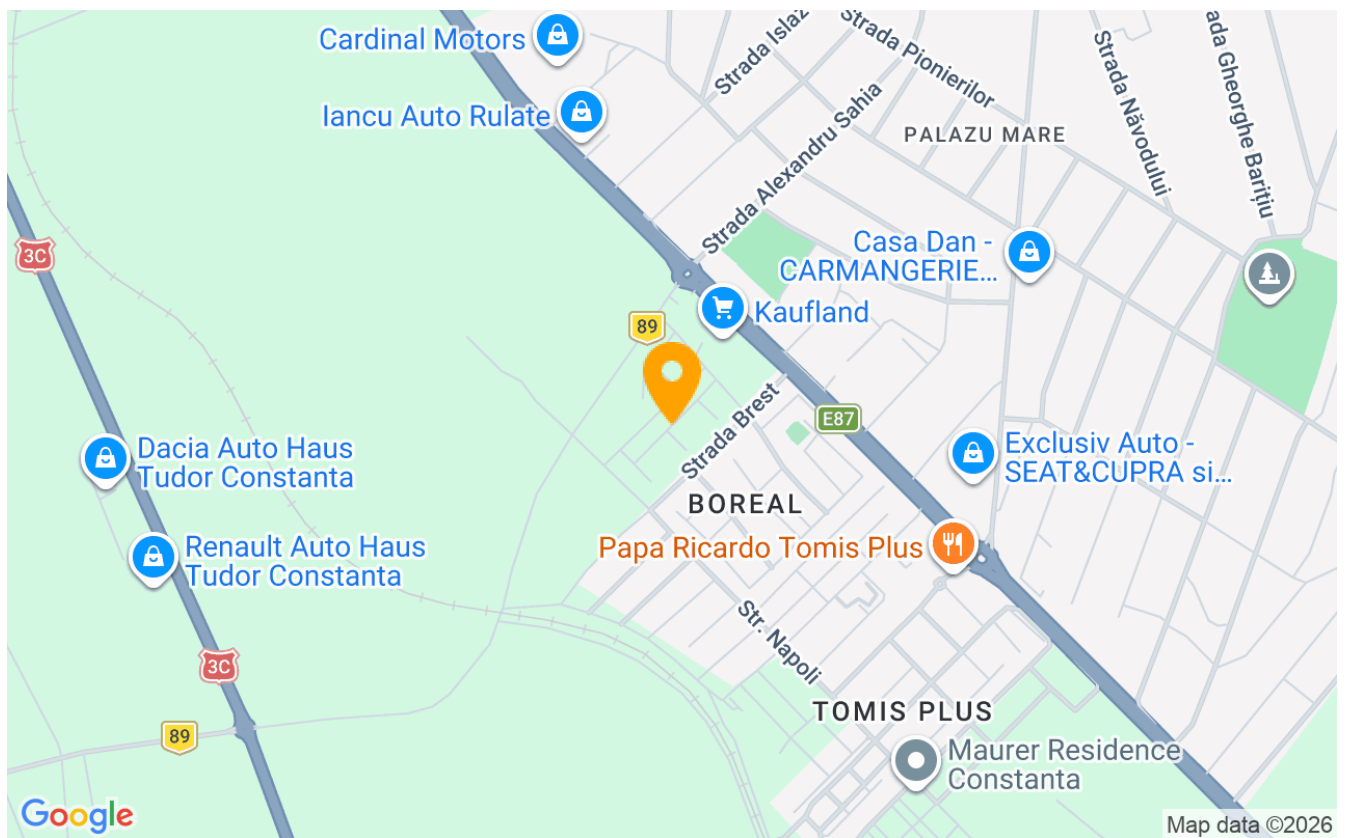 Cardinal Motors
Strada Islaz
Strada Pionierilor
Strada Năvodului
ada Gheorghe Barițiu
Iancu Auto Rulate
Strada Alexandru Sahia
PALAZU MARE
3C
Casa Dan -
CARMANGERIE...
Kaufland
89
E87
Strada Brest
Dacia Auto Haus
Tudor Constanta
Exclusiv Auto -
SEAT&CUPRA si...
BOREAL
Papa Ricardo Tomis Plus
Renault Auto Haus
Tudor Constanta
Str. Napoli
3C
TOMIS PLUS
89
Maurer Residence
Constanta
Google
Map data ©2026